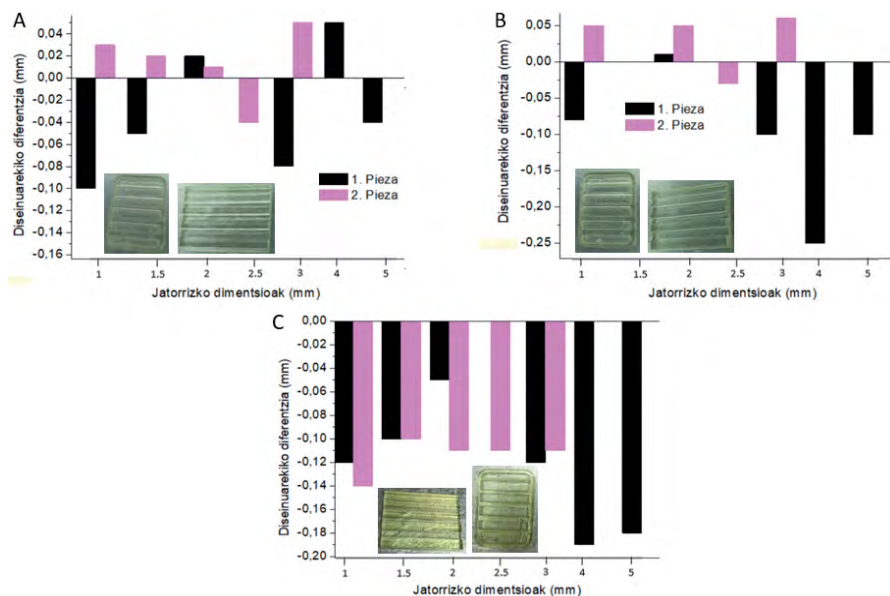 A
Diseinuarekiko diferentzia (mm)
0,04
0,02
0,00
-0,02
-0,04
-0,06
-0,08
-0,10
-0,12
-0,14
-0,16
1. Pieza
2. Pieza
1 1.5 2 2.5 3 4 5
Jatorrizko dimentsioak (mm)
B
Diseinuarekiko diferentzia (mm)
0,05
0,00
-0,05
-0,10
-0,15
-0,20
-0,25
1. Pieza
2. Pieza
1 1.5 2 2.5 3 4 5
Jatorrizko dimentsioak (mm)
C
Diseinuarekiko diferentzia (mm)
0,00
-0,02
-0,04
-0,06
-0,08
-0,10
-0,12
-0,14
-0,16
-0,18
-0,20
1 1.5 2 2.5 3 4 5
Jatorrizko dimentsioak (mm)